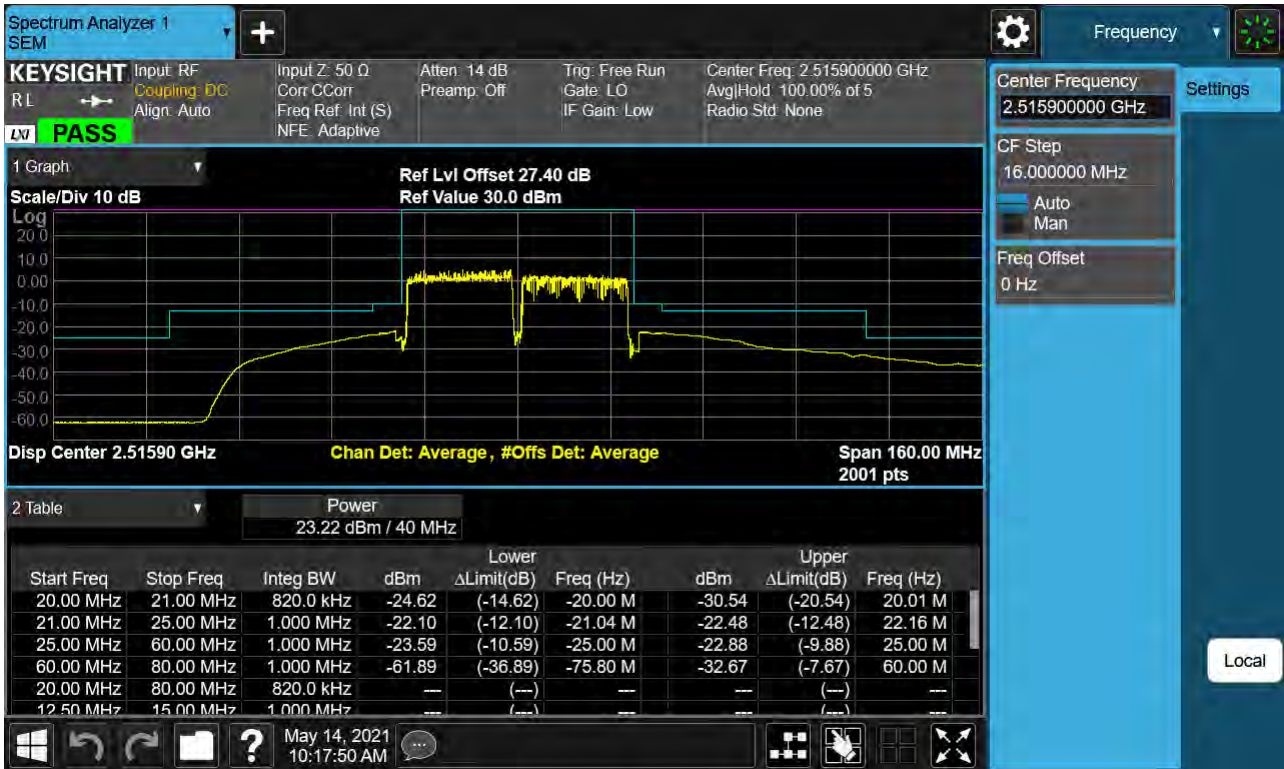 Spectrum Analyzer 1
SEM
Frequency
KEYSIGHT
R L
LXI
PASS
Input: RF
Coupling: DC
Align: Auto
Input Z: 50 Ω
Corr CCorr
Freq Ref: Int (S)
NFE: Adaptive
Atten: 14 dB
Preamp: Off
Trig: Free Run
Gate: LO
IF Gain: Low
Center Freq: 2.515900000 GHz
Avg|Hold: 100.00% of 5
Radio Std: None
Center Frequency
2.515900000 GHz
Settings
CF Step
16.000000 MHz
Auto
Man
Freq Offset
0 Hz
Local
1 Graph
Scale/Div 10 dB
Ref Lvl Offset 27.40 dB
Ref Value 30.0 dBm
Log
20.0
10.0
0.00
-10.0
-20.0
-30.0
-40.0
-50.0
-60.0
Disp Center 2.51590 GHz
Chan Det: Average, #Offs Det: Average
Span 160.00 MHz
2001 pts
2 Table
Power
23.22 dBm / 40 MHz
Lower Upper
Start Freq Stop Freq Integ BW dBm ΔLimit(dB) Freq (Hz) dBm ΔLimit(dB) Freq (Hz)
20.00 MHz 21.00 MHz 820.0 kHz -24.62 (-14.62) -20.00 M -30.54 (-20.54) 20.01 M
21.00 MHz 25.00 MHz 1.000 MHz -22.10 (-12.10) -21.04 M -22.48 (-12.48) 22.16 M
25.00 MHz 60.00 MHz 1.000 MHz -23.59 (-10.59) -25.00 M -22.88 (-9.88) 25.00 M
60.00 MHz 80.00 MHz 1.000 MHz -61.89 (-36.89) -75.80 M -32.67 (-7.67) 60.00 M
20.00 MHz 80.00 MHz 820.0 kHz --- (---) --- --- (---) ---
12.50 MHz 15.00 MHz 1.000 MHz --- (---) --- --- (---) ---
?
May 14, 2021
10:17:50 AM